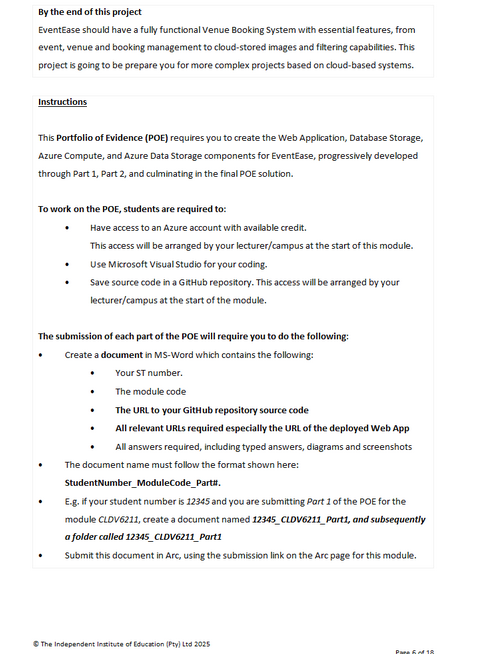 By the end of this project
EventEase should have a fully functional Venue Booking System with essential features, from
event, venue and booking management to cloud-stored images and filtering capabilities. This
project is going to be prepare you for more complex projects based on cloud-based systems.
Instructions
This Portfolio of Evidence (POE) requires you to create the Web Application, Database Storage,
Azure Compute, and Azure Data Storage components for EventEase, progressively developed
through Part 1, Part 2, and culminating in the final POE solution.
To work on the POE, students are required to:
• Have access to an Azure account with available credit.
This access will be arranged by your lecturer/campus at the start of this module.
• Use Microsoft Visual Studio for your coding.
• Save source code in a GitHub repository. This access will be arranged by your
lecturer/campus at the start of the module.
The submission of each part of the POE will require you to do the following:
• Create a document in MS-Word which contains the following:
• Your ST number.
• The module code
• The URL to your GitHub repository source code
• All relevant URLs required especially the URL of the deployed Web App
• All answers required, including typed answers, diagrams and screenshots
• The document name must follow the format shown here:
StudentNumber_ModuleCode_Part#.
• E.g. if your student number is 12345 and you are submitting Part 1 of the POE for the
module CLDV6211, create a document named 12345_CLDV6211_Part1, and subsequently
a folder called 12345_CLDV6211_Part1
• Submit this document in Arc, using the submission link on the Arc page for this module.
© The Independent Institute of Education (Pty) Ltd 2025
Page 6 of 18